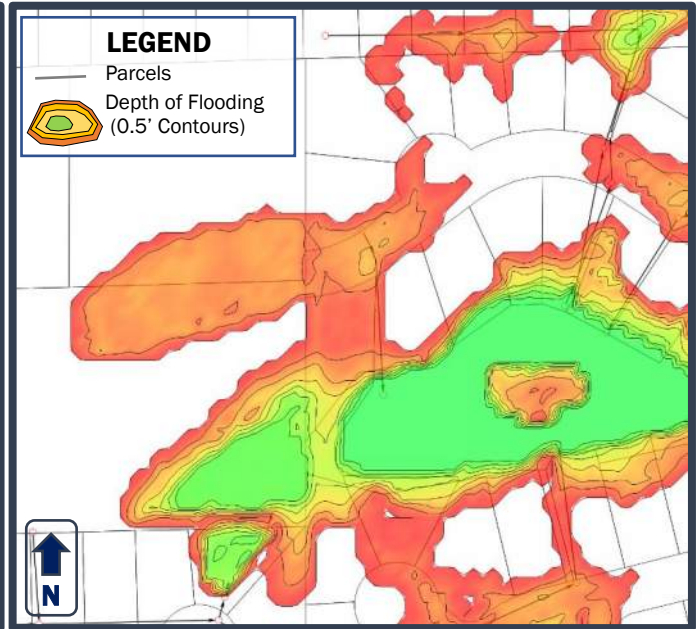 LEGEND
Parcels
Depth of Flooding
(0.5’ Contours)
N